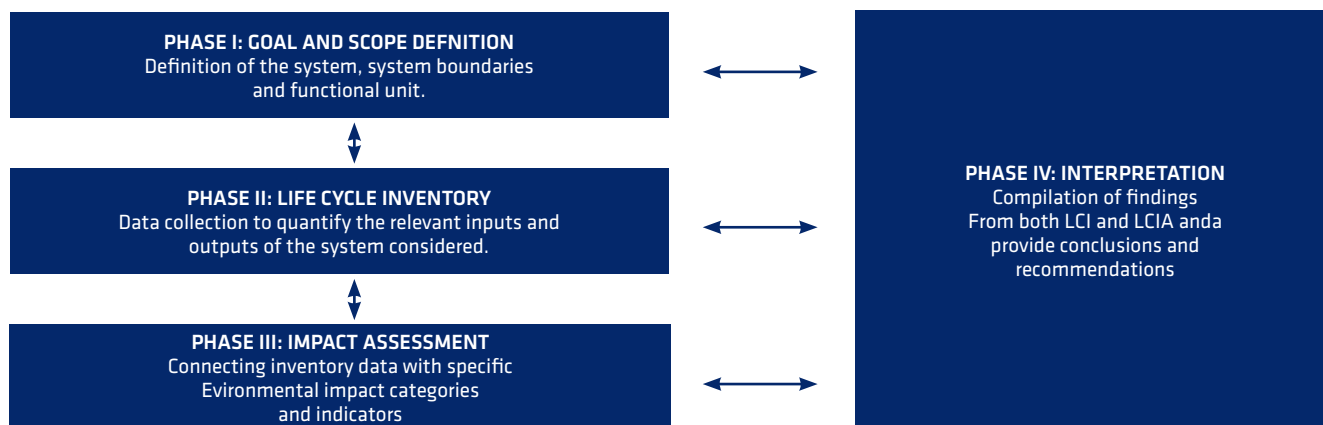 PHASE I: GOAL AND SCOPE DEFNITION
Definition of the system, system boundaries
and functional unit.
PHASE II: LIFE CYCLE INVENTORY
Data collection to quantify the relevant inputs and
outputs of the system considered.
PHASE III: IMPACT ASSESSMENT
Connecting inventory data with specific
Evironmental impact categories
and indicators
PHASE IV: INTERPRETATION
Compilation of findings
From both LCI and LCIA anda
provide conclusions and
recommendations